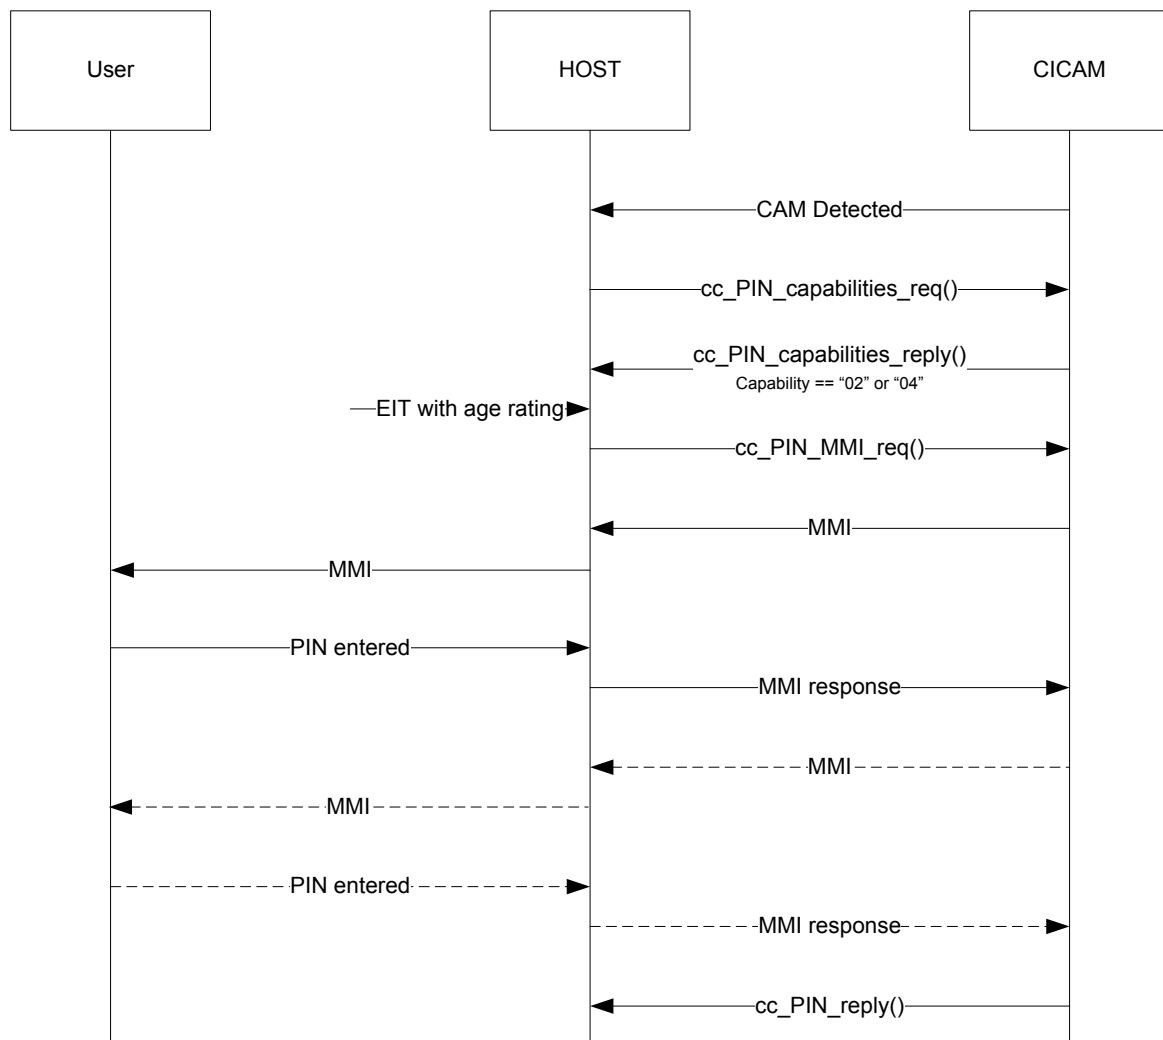 User
HOST
CICAM
CAM Detected
cc_PIN_capabilities_req()
cc_PIN_capabilities_reply()
Capability == “02” or “04”
EIT with age rating
cc_PIN_MMI_req()
MMI
MMI
PIN entered
MMI response
MMI
MMI
PIN entered
MMI response
cc_PIN_reply()